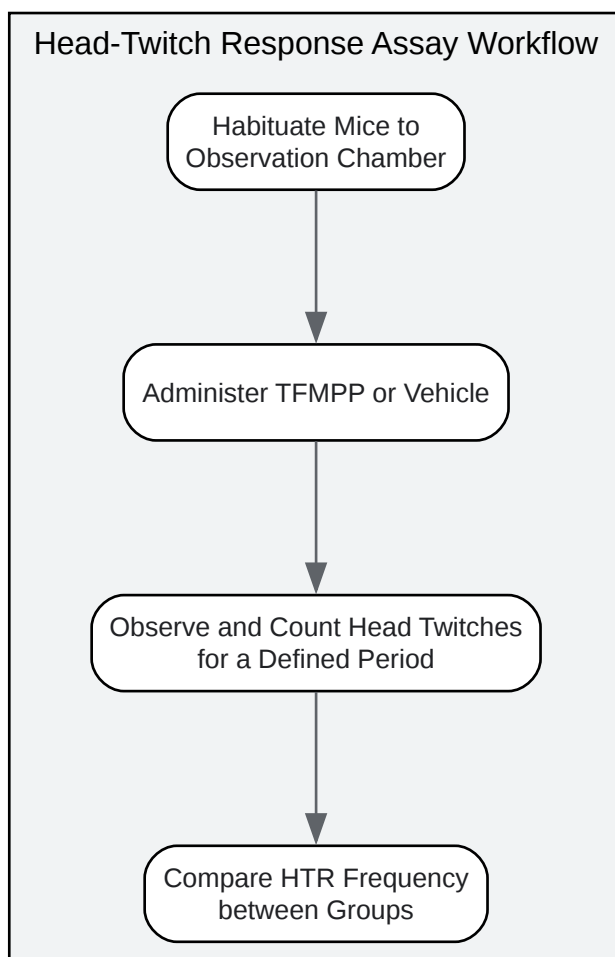 Head-Twitch Response Assay Workflow
Habituate Mice to
Observation Chamber
Administer TFMPP or Vehicle
Observe and Count Head Twitches
for a Defined Period
Compare HTR Frequency
between Groups